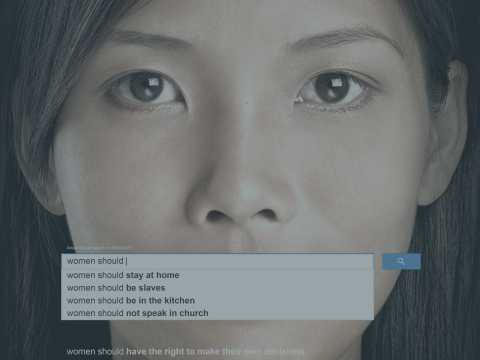 women should
women should stay at home
women should be slaves
women should be in the kitchen
women should not speak in church
women should have the right to make their own decisions